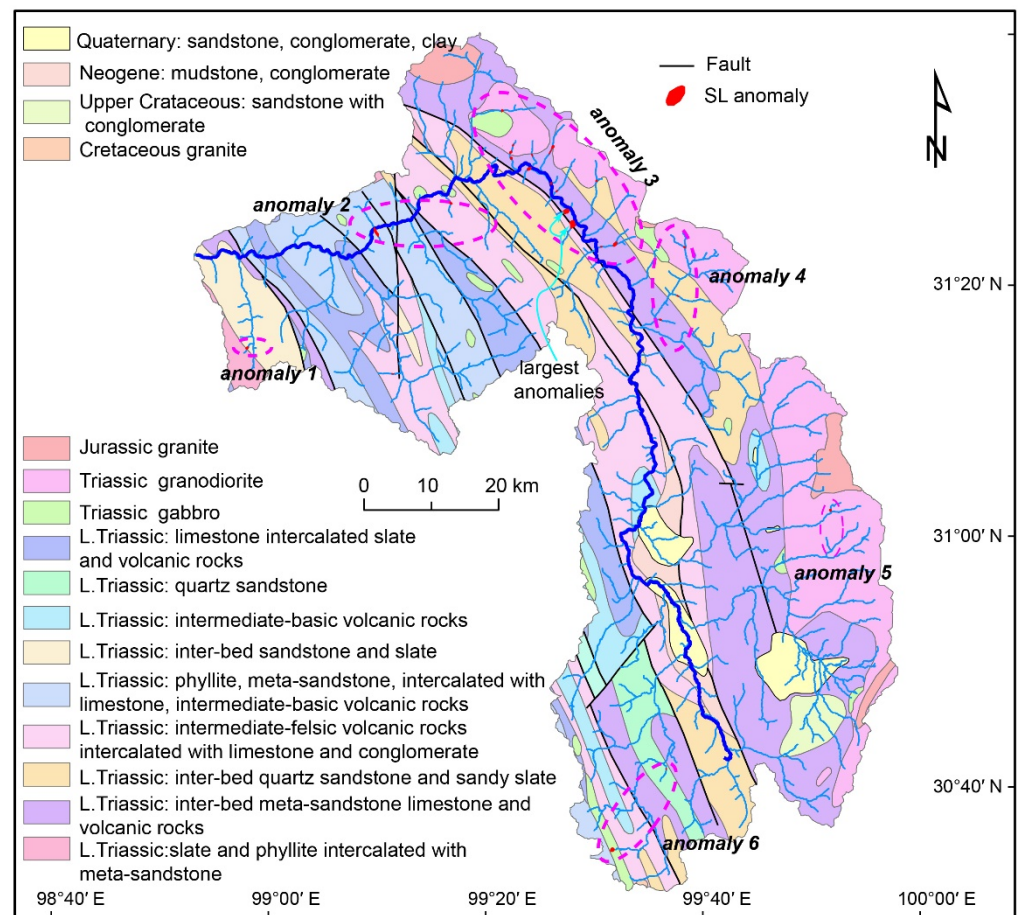 Quaternary: sandstone, conglomerate, clay
Neogene: mudstone, conglomerate
Upper Crataceous: sandstone with
conglomerate
Cretaceous granite
Fault
SL anomaly
N
anomaly 3
anomaly 2
anomaly 4
31°20′ N
anomaly 1
largest
anomalies
Jurassic granite
Triassic granodiorite
Triassic gabbro
L.Triassic: limestone intercalated slate
and volcanic rocks
L.Triassic: quartz sandstone
L.Triassic: intermediate-basic volcanic rocks
L.Triassic: inter-bed sandstone and slate
L.Triassic: phyllite, meta-sandstone, intercalated with
limestone, intermediate-basic volcanic rocks
L.Triassic: intermediate-felsic volcanic rocks
intercalated with limestone and conglomerate
L.Triassic: inter-bed quartz sandstone and sandy slate
L.Triassic: inter-bed meta-sandstone limestone and
volcanic rocks
L.Triassic:slate and phyllite intercalated with
meta-sandstone
0 10 20 km
31°00′ N
anomaly 5
30°40′ N
anomaly 6
98°40′ E 99°00′ E 99°20′ E 99°40′ E 100°00′ E